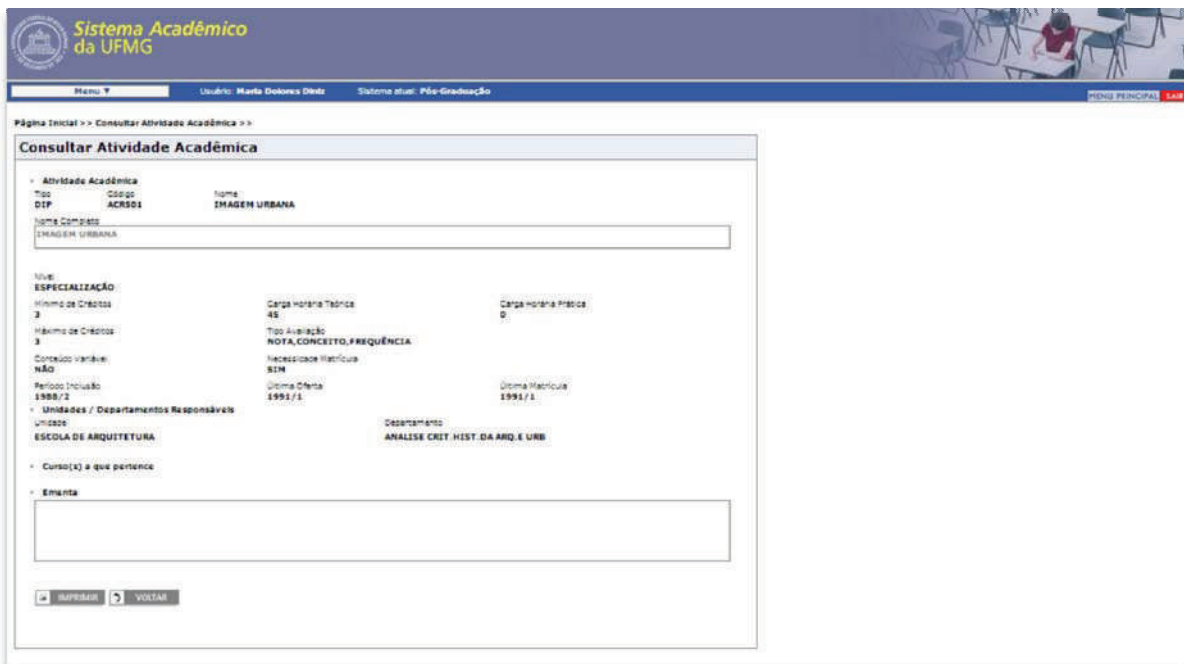 Sistema Acadêmico
da UFMG
Menu ▼ Usuário: Maria Dolores Diniz Sistema atual: Pós-Graduação MENU PRINCIPAL SAIR
Página Inicial >> Consultar Atividade Acadêmica >>
Consultar Atividade Acadêmica
Atividade Acadêmica
Tipo Código Nome
DIP ACR501 IMAGEM URBANA
Nome Completo
IMAGEM URBANA
Nível
ESPECIALIZAÇÃO
Mínimo de Créditos Carga Horária Teórica Carga Horária Prática
3 45 0
Máximo de Créditos Tipo Avaliação
3 NOTA,CONCEITO,FREQUÊNCIA
Conteúdo Variável Necessidade Matrícula
NÃO SIM
Período Inclusão Última Oferta Última Matrícula
1988/2 1991/1 1991/1
Unidades / Departamentos Responsáveis
Unidade Departamento
ESCOLA DE ARQUITETURA ANALISE CRIT.HIST.DA ARQ.E URB
Curso(s) a que pertence
Ementa
IMPRIMIR VOLTAR